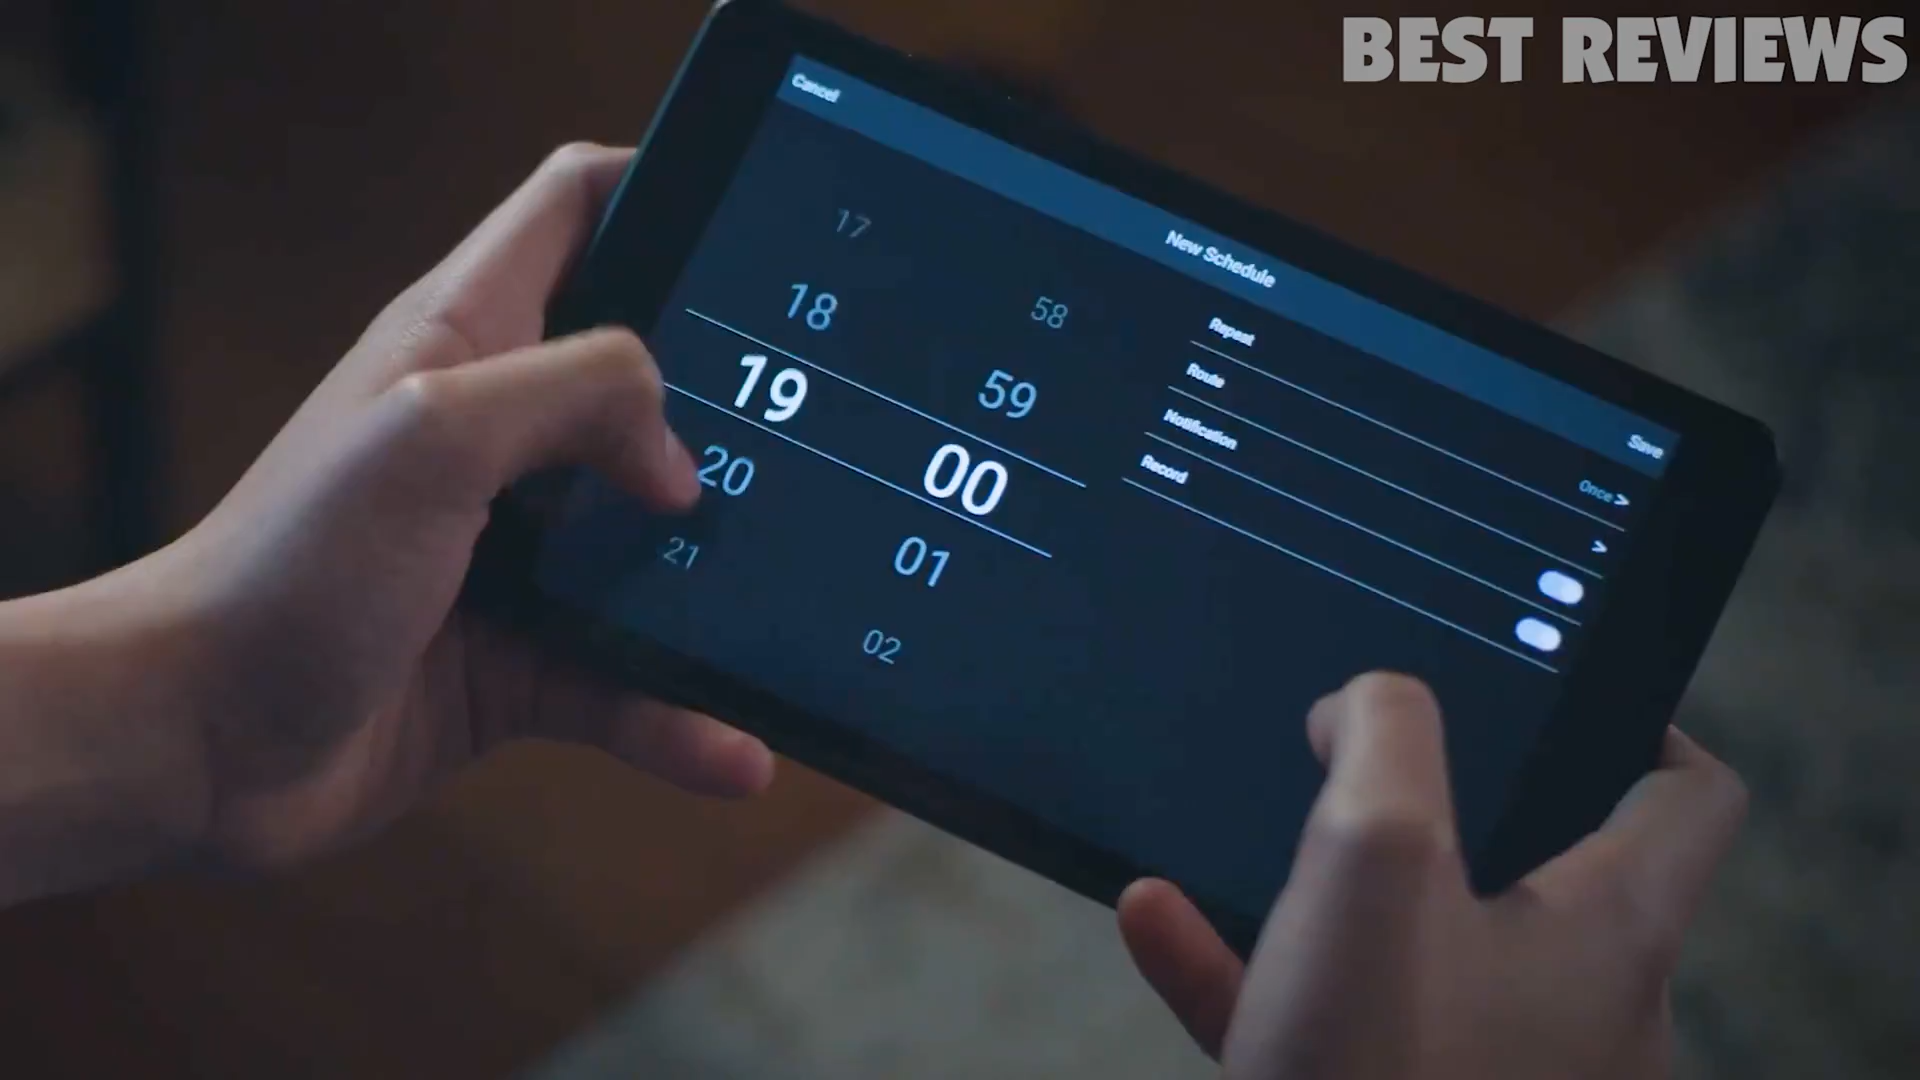 BEST REVIEWS
Cancel
New Schedule
Save
17
18
19
20
21
58
59
00
01
02
Repeat
Once >
Route
>
Notification
Record